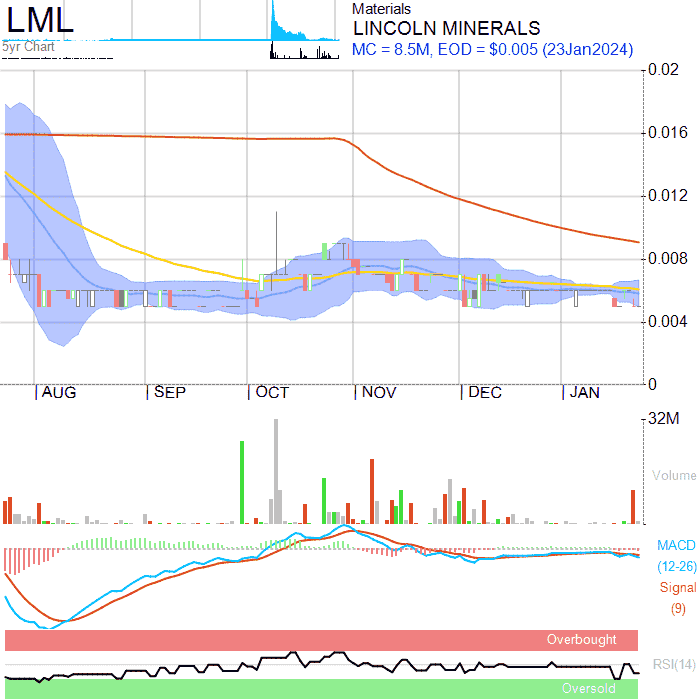 LML
5yr Chart
Materials
LINCOLN MINERALS
MC = 8.5M, EOD = $0.005 (23Jan2024)
0.02
0.016
0.012
0.008
0.004
0
AUG SEP OCT NOV DEC JAN
32M
Volume
MACD
(12-26)
Signal
(9)
Overbought
RSI(14)
Oversold